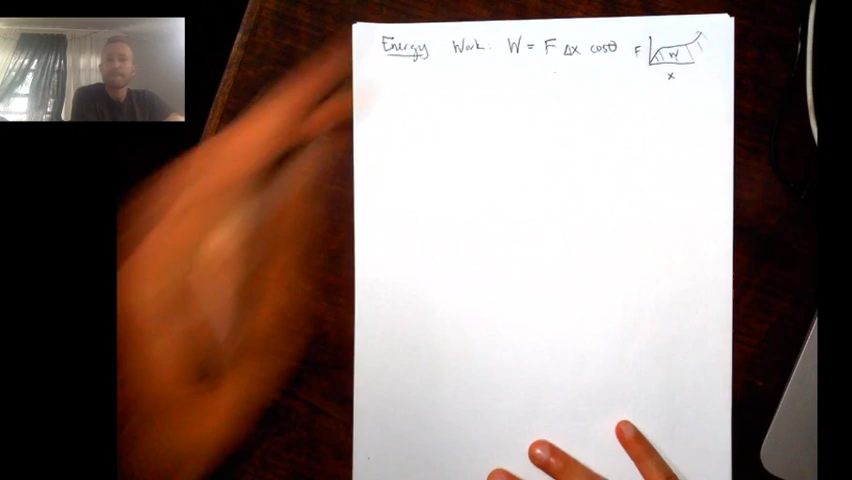 Energy Work: W = F Δx cosθ F W x